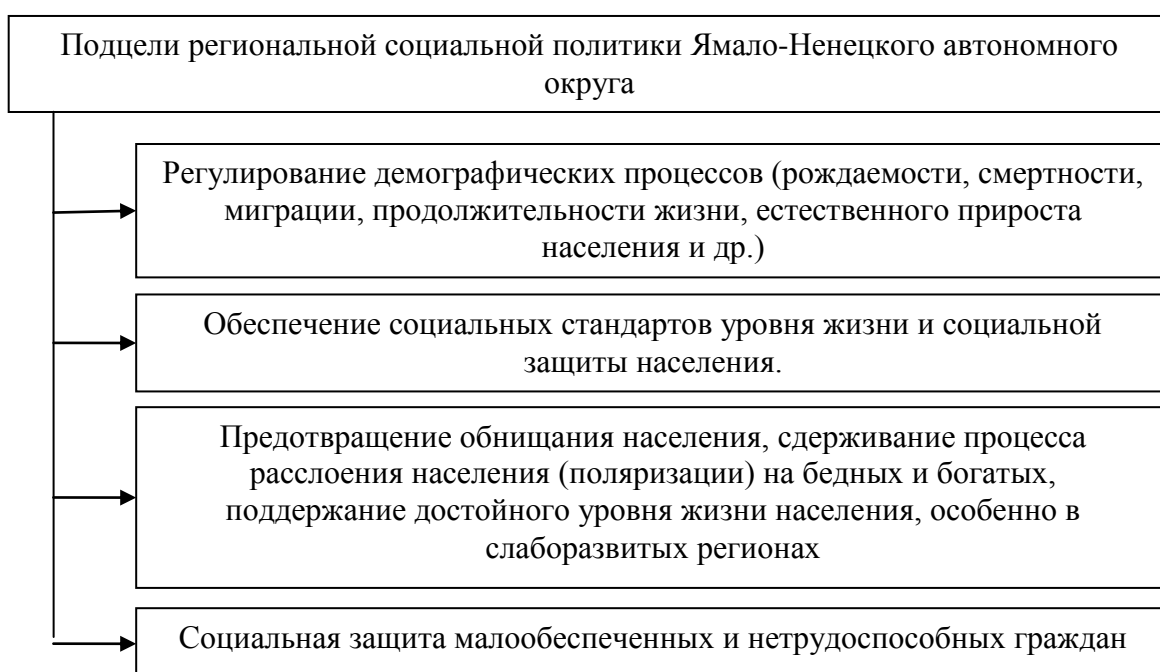 Подцели региональной социальной политики Ямало-Ненецкого автономного
округа
Регулирование демографических процессов (рождаемости, смертности,
миграции, продолжительности жизни, естественного прироста
населения и др.)
Обеспечение социальных стандартов уровня жизни и социальной
защиты населения.
Предотвращение обнищания населения, сдерживание процесса
расслоения населения (поляризации) на бедных и богатых,
поддержание достойного уровня жизни населения, особенно в
слаборазвитых регионах
Социальная защита малообеспеченных и нетрудоспособных граждан